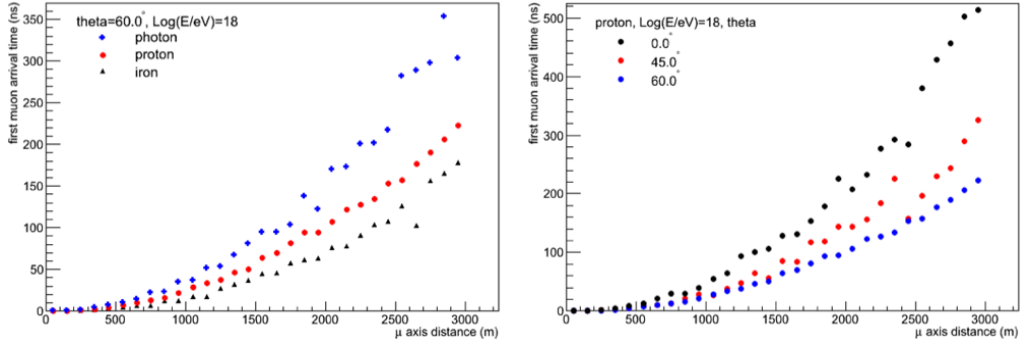 theta=60.0°, Log(E/eV)=18
photon
proton
iron
first muon arrival time (ns)
350
300
250
200
150
100
50
0
0 500 1000 1500 2000 2500 3000
μ axis distance (m)
proton, Log(E/eV)=18, theta
0.0°
45.0°
60.0°
first muon arrival time (ns)
500
400
300
200
100
0
0 500 1000 1500 2000 2500 3000
μ axis distance (m)